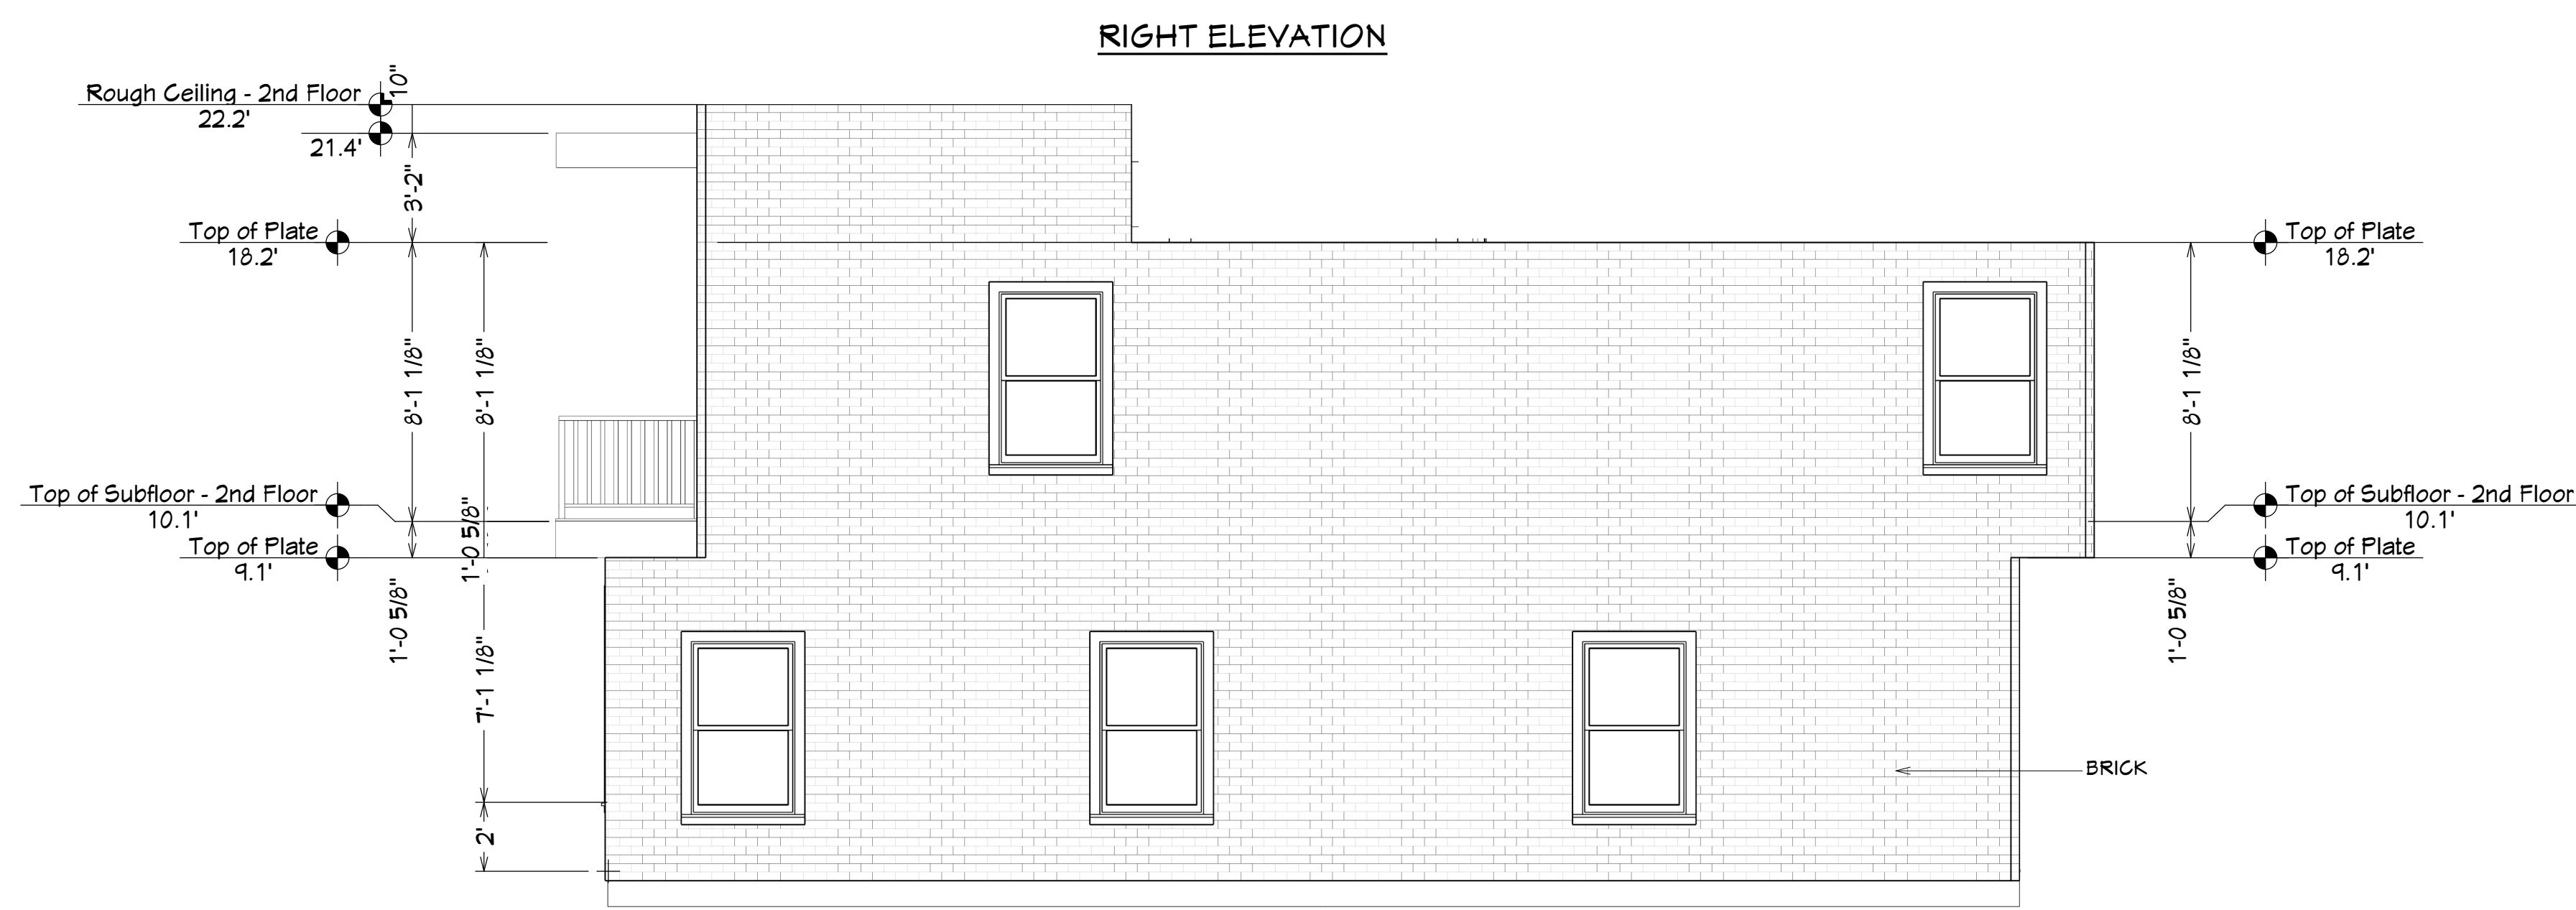 RIGHT ELEVATION
10"
Rough Ceiling - 2nd Floor
22.2'
21.4'
3'-2"
Top of Plate
18.2'
Top of Plate
18.2'
8'-1 1/8"
8'-1 1/8"
8'-1 1/8"
Top of Subfloor - 2nd Floor
10.1'
1'-0 5/8"
Top of Subfloor - 2nd Floor
10.1'
Top of Plate
9.1'
Top of Plate
9.1'
1'-0 5/8"
1'-0 5/8"
7'-1 1/8"
BRICK
2'